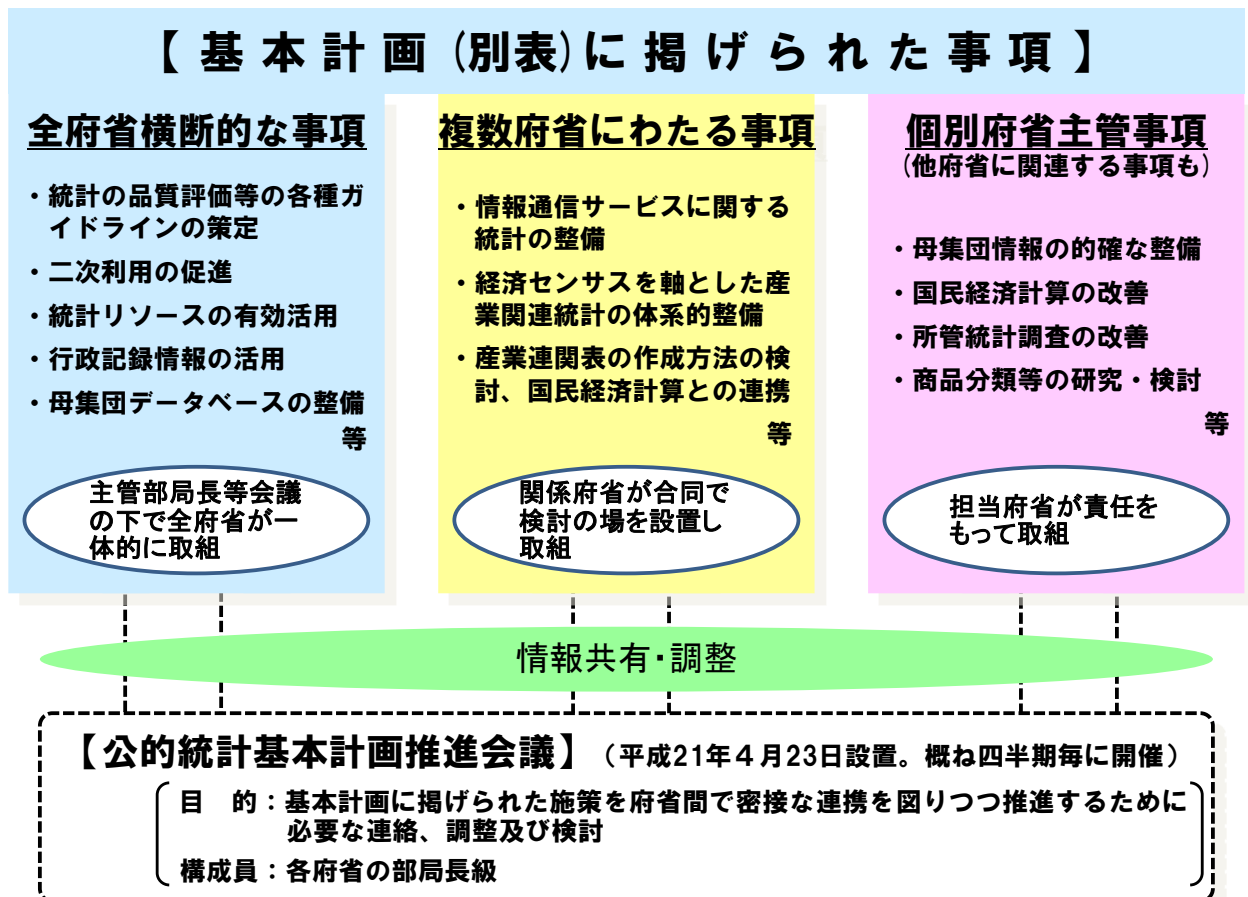 【基本計画(別表)に掲げられた事項】
全府省横断的な事項
・統計の品質評価等の各種ガ
イドラインの策定
・二次利用の促進
・統計リソースの有効活用
・行政記録情報の活用
・母集団データベースの整備
等
主管部局長等会議
の下で全府省が一
体的に取組
複数府省にわたる事項
・情報通信サービスに関する
統計の整備
・経済センサスを軸とした産
業関連統計の体系的整備
・産業連関表の作成方法の検
討、国民経済計算との連携
等
関係府省が合同で
検討の場を設置し
取組
個別府省主管事項
(他府省に関連する事項も)
・母集団情報の的確な整備
・国民経済計算の改善
・所管統計調査の改善
・商品分類等の研究・検討
等
担当府省が責任を
もって取組
情報共有・調整
【公的統計基本計画推進会議】（平成21年４月23日設置。概ね四半期毎に開催）
目　的：基本計画に掲げられた施策を府省間で密接な連携を図りつつ推進するために
必要な連絡、調整及び検討
構成員：各府省の部局長級